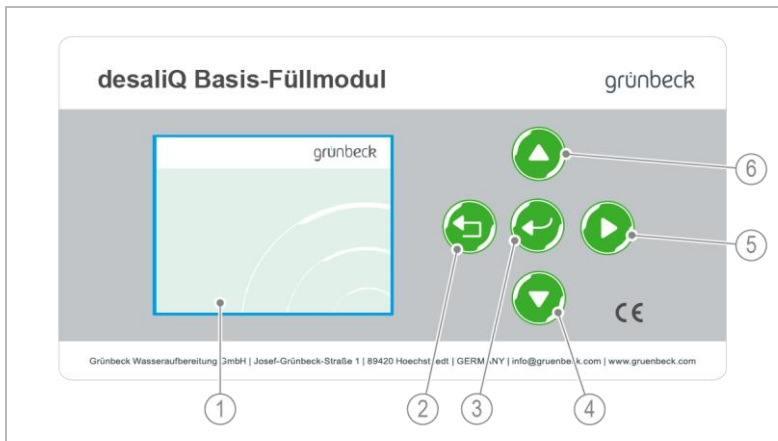 desaliQ Basis-Füllmodul
grünbeck
grünbeck
6
5
CE
Grünbeck Wasseraufbereitung GmbH | Josef-Grünbeck-Straße 1 | 89420 Hoechstaedt | GERMANY | info@gruenbeck.com | www.gruenbeck.com
1
2
3
4